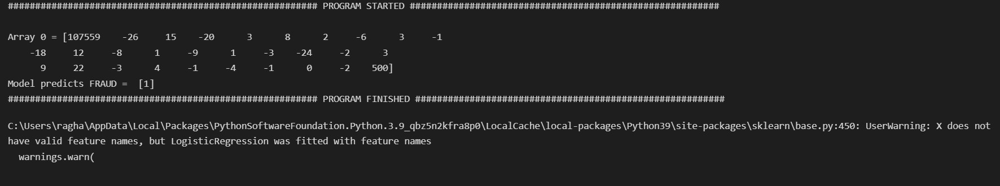 ######################################################### PROGRAM STARTED #########################################################
Array 0 = [107559    -26     15    -20      3      8      2     -6      3     -1
    -18     12     -8      1     -9      1     -3    -24     -2      3
      9     22     -3      4     -1     -4     -1      0     -2    500]
Model predicts FRAUD =  [1]
######################################################### PROGRAM FINISHED #########################################################
C:\Users\ragha\AppData\Local\Packages\PythonSoftwareFoundation.Python.3.9_qbz5n2kfra8p0\LocalCache\local-packages\Python39\site-packages\sklearn\base.py:450: UserWarning: X does not
have valid feature names, but LogisticRegression was fitted with feature names
  warnings.warn(